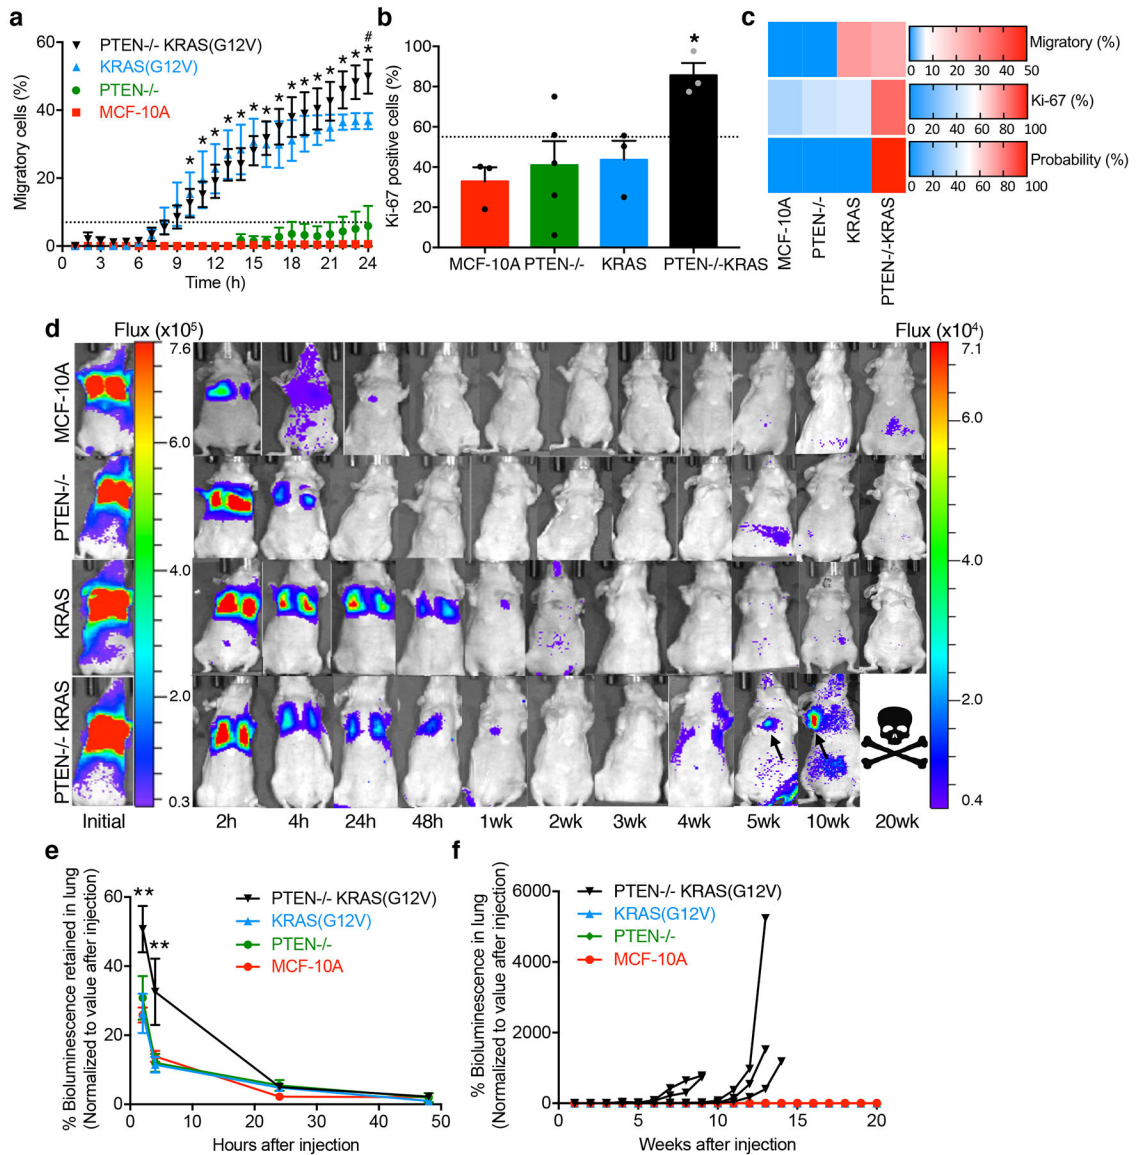 a
PTEN-/- KRAS(G12V)
KRAS(G12V)
PTEN-/-
MCF-10A
Migratory cells (%)
60
40
20
0
0 3 6 9 12 15 18 21 24
Time (h)
* * * * * * * * * * * * * * *
#
b
Ki-67 positive cells (%)
100
80
60
40
20
0
*
MCF-10A PTEN-/- KRAS PTEN-/-KRAS
c
Migratory (%)
0 10 20 30 40 50
Ki-67 (%)
0 20 40 60 80 100
Probability (%)
0 20 40 60 80 100
MCF-10A
PTEN-/-
KRAS
PTEN-/-KRAS
d
Flux (x10⁵)
7.6
6.0
4.0
2.0
0.3
Flux (x10⁴)
7.1
6.0
4.0
2.0
0.4
MCF-10A
PTEN-/-
KRAS
PTEN-/- KRAS
Initial 2h 4h 24h 48h 1wk 2wk 3wk 4wk 5wk 10wk 20wk
e
% Bioluminescence retained in lung
(Normalized to value after injection)
60
40
20
0
**
**
PTEN-/- KRAS(G12V)
KRAS(G12V)
PTEN-/-
MCF-10A
0 10 20 30 40 50
Hours after injection
f
% Bioluminescence in lung
(Normalized to value after injection)
6000
4000
2000
0
PTEN-/- KRAS(G12V)
KRAS(G12V)
PTEN-/-
MCF-10A
0 5 10 15 20
Weeks after injection